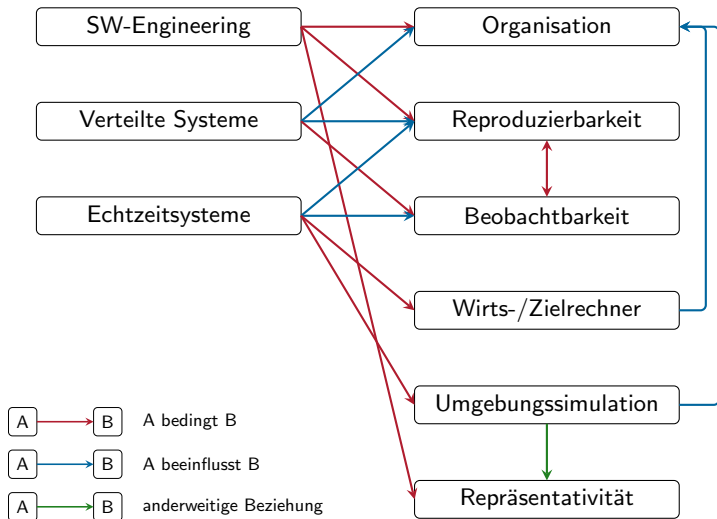 SW-Engineering
Organisation
Verteilte Systeme
Reproduzierbarkeit
Echtzeitsysteme
Beobachtbarkeit
Wirts-/Zielrechner
Umgebungssimulation
Repräsentativität
A B A bedingt B
A B A beeinflusst B
A B anderweitige Beziehung